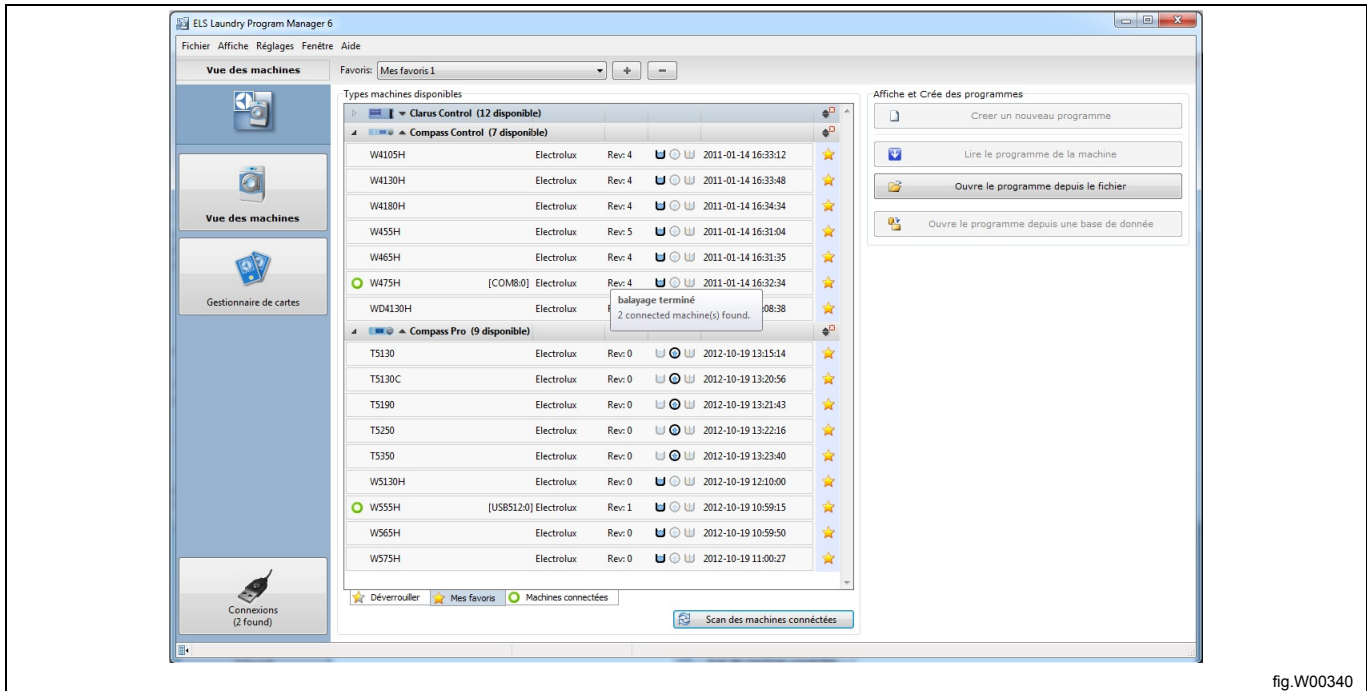 ELS Laundry Program Manager 6
Fichier Affiche Réglages Fenêtre Aide
Vue des machines
Favoris: Mes favoris 1
Types machines disponibles
Clarus Control (12 disponible)
Compass Control (7 disponible)
W4105H Electrolux Rev: 4 2011-01-14 16:33:12
W4130H Electrolux Rev: 4 2011-01-14 16:33:48
W4180H Electrolux Rev: 4 2011-01-14 16:34:34
W455H Electrolux Rev: 5 2011-01-14 16:31:04
W465H Electrolux Rev: 4 2011-01-14 16:31:35
W475H [COM8:0] Electrolux Rev: 4 2011-01-14 16:32:34
WD4130H Electrolux :08:38
balayage terminé
2 connected machine(s) found.
Compass Pro (9 disponible)
T5130 Electrolux Rev: 0 2012-10-19 13:15:14
T5130C Electrolux Rev: 0 2012-10-19 13:20:56
T5190 Electrolux Rev: 0 2012-10-19 13:21:43
T5250 Electrolux Rev: 0 2012-10-19 13:22:16
T5350 Electrolux Rev: 0 2012-10-19 13:23:40
W5130H Electrolux Rev: 0 2012-10-19 12:10:00
W555H [USB512:0] Electrolux Rev: 1 2012-10-19 10:59:15
W565H Electrolux Rev: 0 2012-10-19 10:59:50
W575H Electrolux Rev: 0 2012-10-19 11:00:27
Déverrouiller Mes favoris Machines connectées
Scan des machines connéctées
Vue des machines
Gestionnaire de cartes
Connexions
(2 found)
Affiche et Crée des programmes
Creer un nouveau programme
Lire le programme de la machine
Ouvre le programme depuis le fichier
Ouvre le programme depuis une base de donnée
fig.W00340